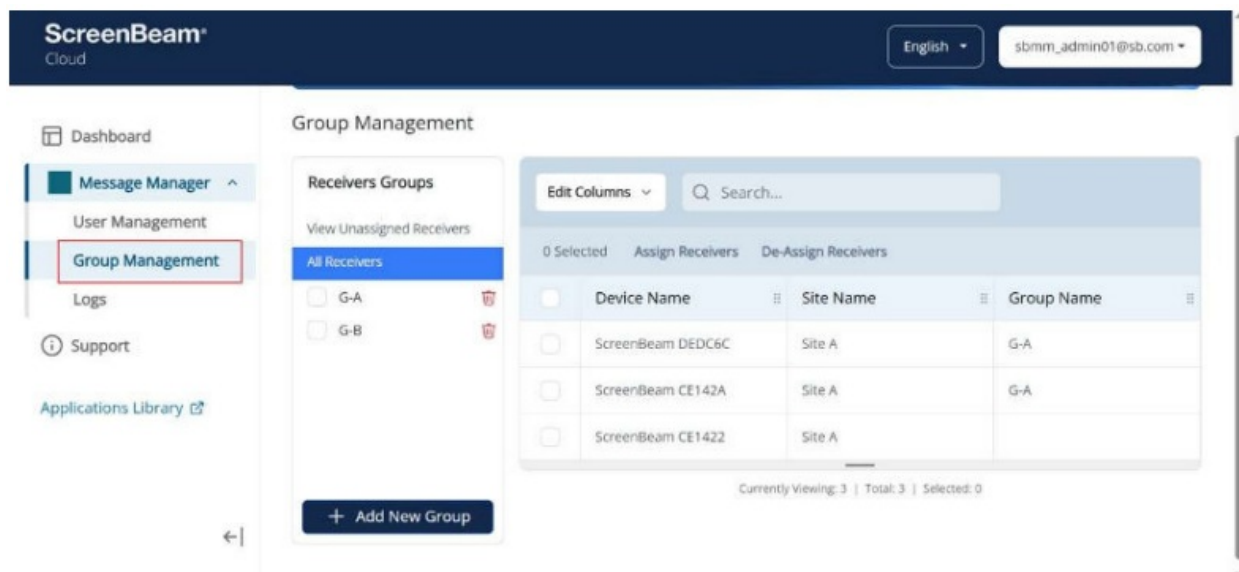 ScreenBeam
Cloud
English
sbmm_admin01@sb.com
Dashboard
Message Manager
User Management
Group Management
Logs
Support
Applications Library
Group Management
Receivers Groups
View Unassigned Receivers
All Receivers
G-A
G-B
+ Add New Group
Edit Columns
Search...
0 Selected Assign Receivers De-Assign Receivers
Device Name Site Name Group Name
ScreenBeam DEDC6C Site A G-A
ScreenBeam CE142A Site A G-A
ScreenBeam CE1422 Site A
Currently Viewing: 3 | Total: 3 | Selected: 0